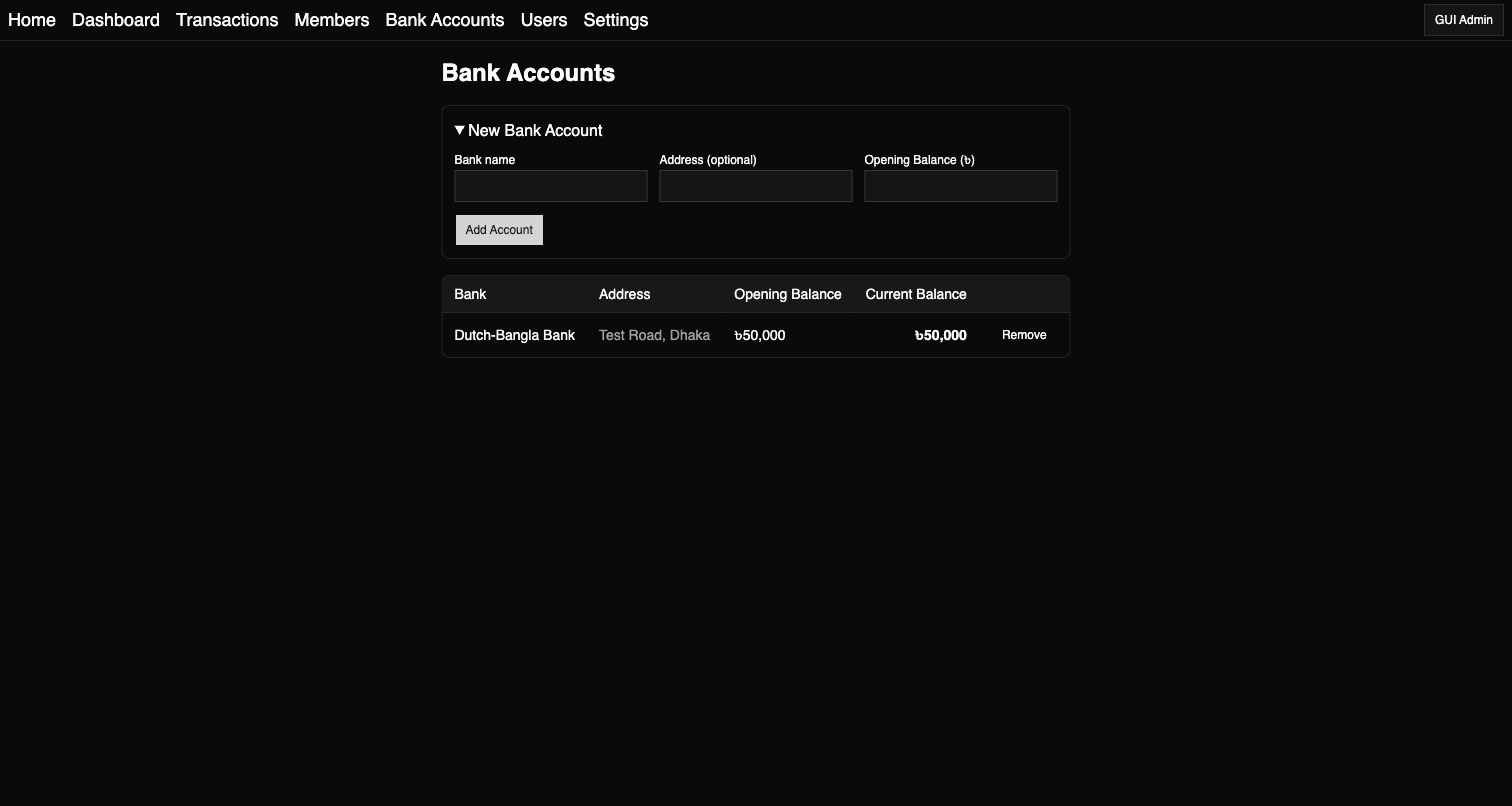 Home Dashboard Transactions Members Bank Accounts Users Settings GUI Admin
Bank Accounts
▼ New Bank Account
Bank name Address (optional) Opening Balance (৳)
Add Account
Bank Address Opening Balance Current Balance
Dutch-Bangla Bank Test Road, Dhaka ৳50,000 ৳50,000 Remove